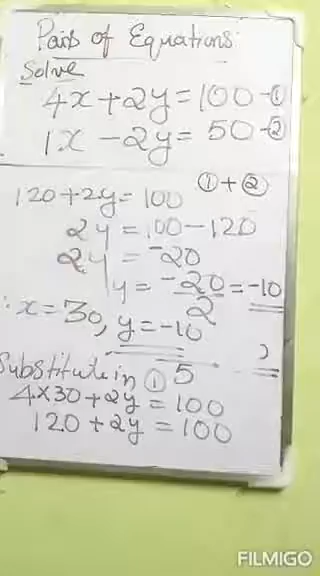 Pairs of Equations
Solve
4x + 2y = 100 - ①
1x - 2y = 50 - ②
① + ②
120 + 2y = 100
2y = 100 - 120
2y = -20
y = -20/2 = -10
∴ x = 30, y = -10
5
Substitute in ①
4 × 30 + 2y = 100
120 + 2y = 100
FILMIGO